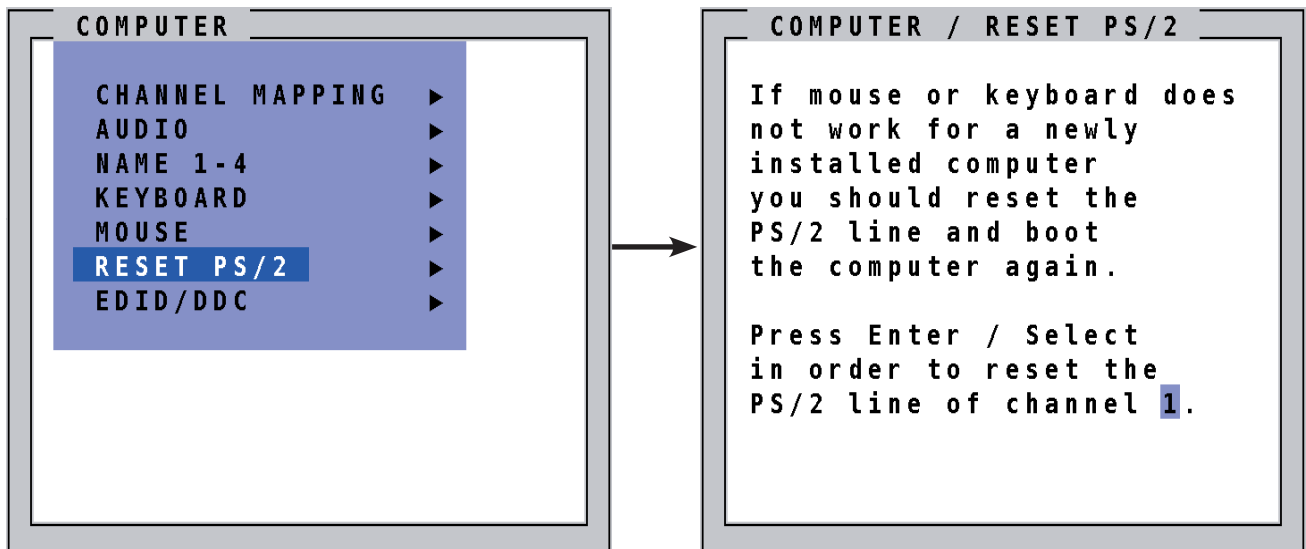 COMPUTER
CHANNEL MAPPING ▶
AUDIO ▶
NAME 1-4 ▶
KEYBOARD ▶
MOUSE ▶
RESET PS/2 ▶
EDID/DDC ▶
COMPUTER / RESET PS/2
If mouse or keyboard does
not work for a newly
installed computer
you should reset the
PS/2 line and boot
the computer again.
Press Enter / Select
in order to reset the
PS/2 line of channel 1.